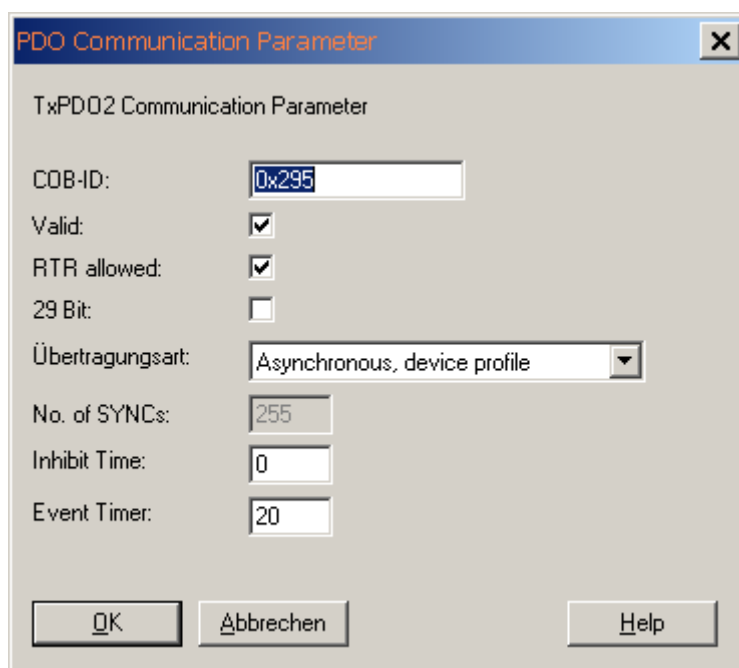 PDO Communication Parameter
TxPDO2 Communication Parameter
COB-ID: 0x295
Valid:
RTR allowed:
29 Bit:
Übertragungsart: Asynchronous, device profile
No. of SYNCs: 255
Inhibit Time: 0
Event Timer: 20
OK Abbrechen Help